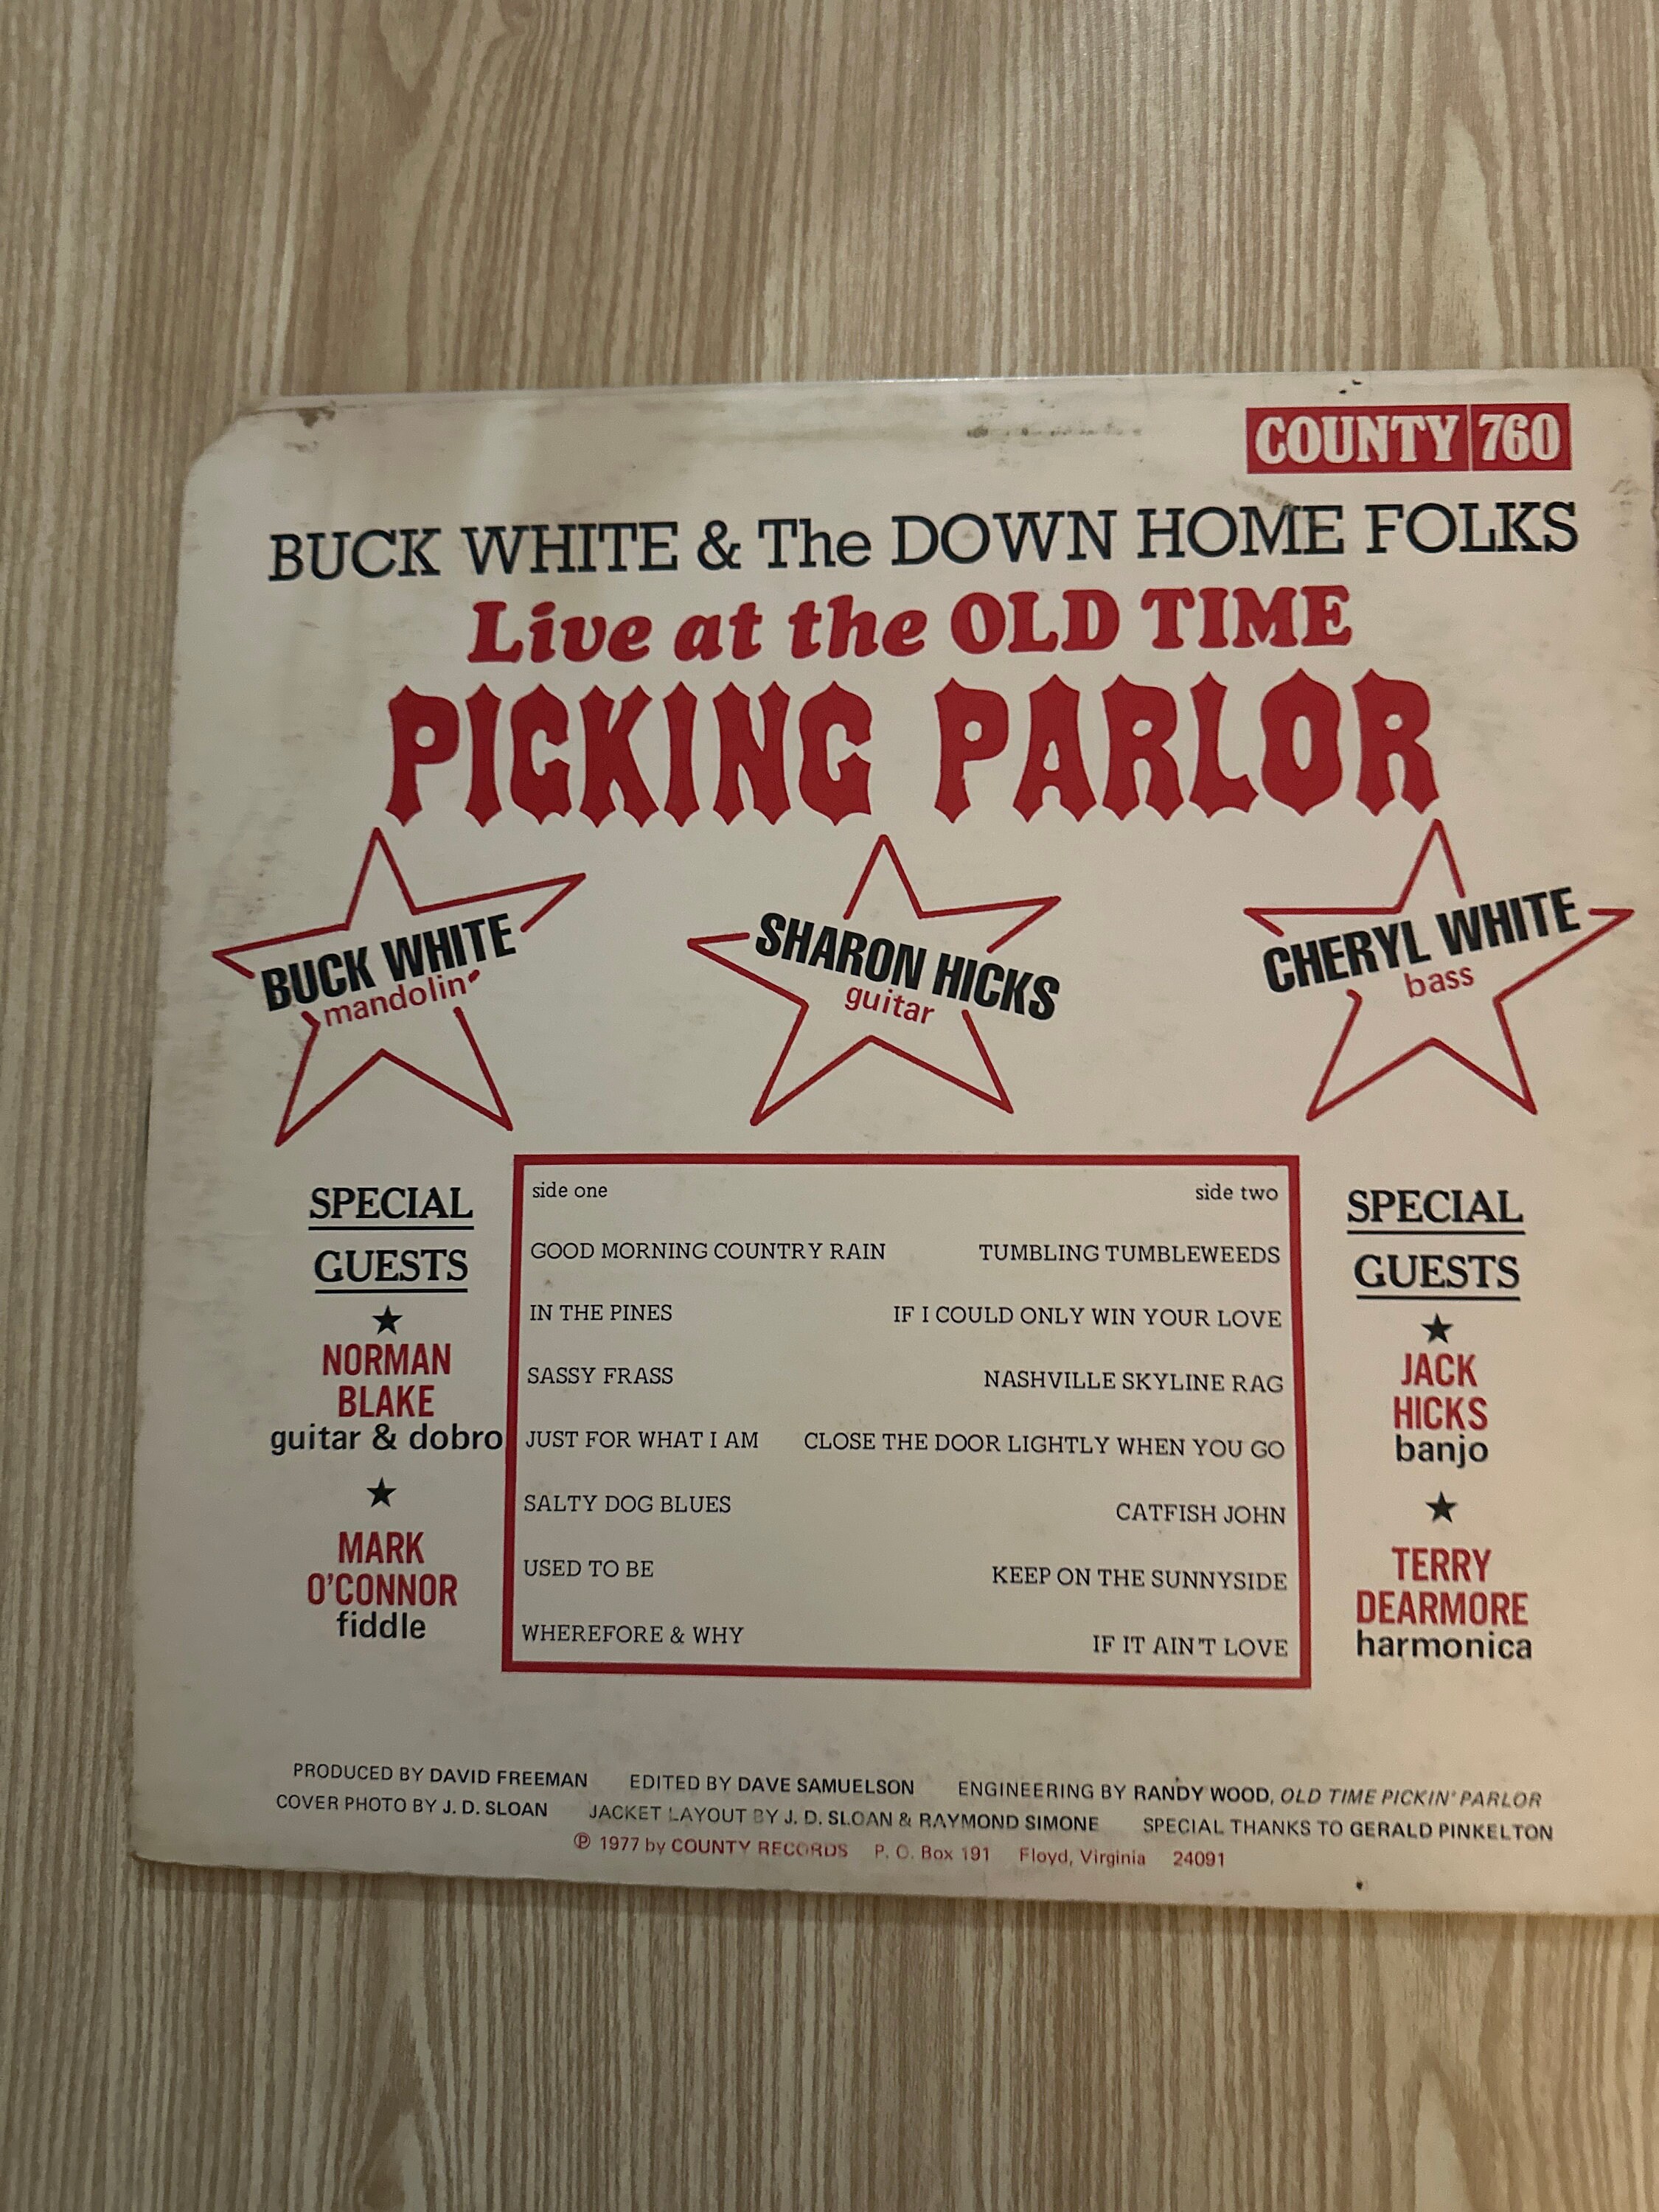 COUNTY 760
BUCK WHITE & The DOWN HOME FOLKS
Live at the OLD TIME
PICKING PARLOR
BUCK WHITE
mandolin
SHARON HICKS
guitar
CHERYL WHITE
bass
SPECIAL
GUESTS
★
NORMAN
BLAKE
guitar & dobro
★
MARK
O'CONNOR
fiddle
side one
GOOD MORNING COUNTRY RAIN
IN THE PINES
SASSY FRASS
JUST FOR WHAT I AM
SALTY DOG BLUES
USED TO BE
WHEREFORE & WHY
side two
TUMBLING TUMBLEWEEDS
IF I COULD ONLY WIN YOUR LOVE
NASHVILLE SKYLINE RAG
CLOSE THE DOOR LIGHTLY WHEN YOU GO
CATFISH JOHN
KEEP ON THE SUNNYSIDE
IF IT AIN'T LOVE
SPECIAL
GUESTS
★
JACK
HICKS
banjo
★
TERRY
DEARMORE
harmonica
PRODUCED BY DAVID FREEMAN EDITED BY DAVE SAMUELSON ENGINEERING BY RANDY WOOD, OLD TIME PICKIN' PARLOR
COVER PHOTO BY J. D. SLOAN JACKET LAYOUT BY J. D. SLOAN & RAYMOND SIMONE SPECIAL THANKS TO GERALD PINKELTON
℗ 1977 by COUNTY RECORDS P. O. Box 191 Floyd, Virginia 24091